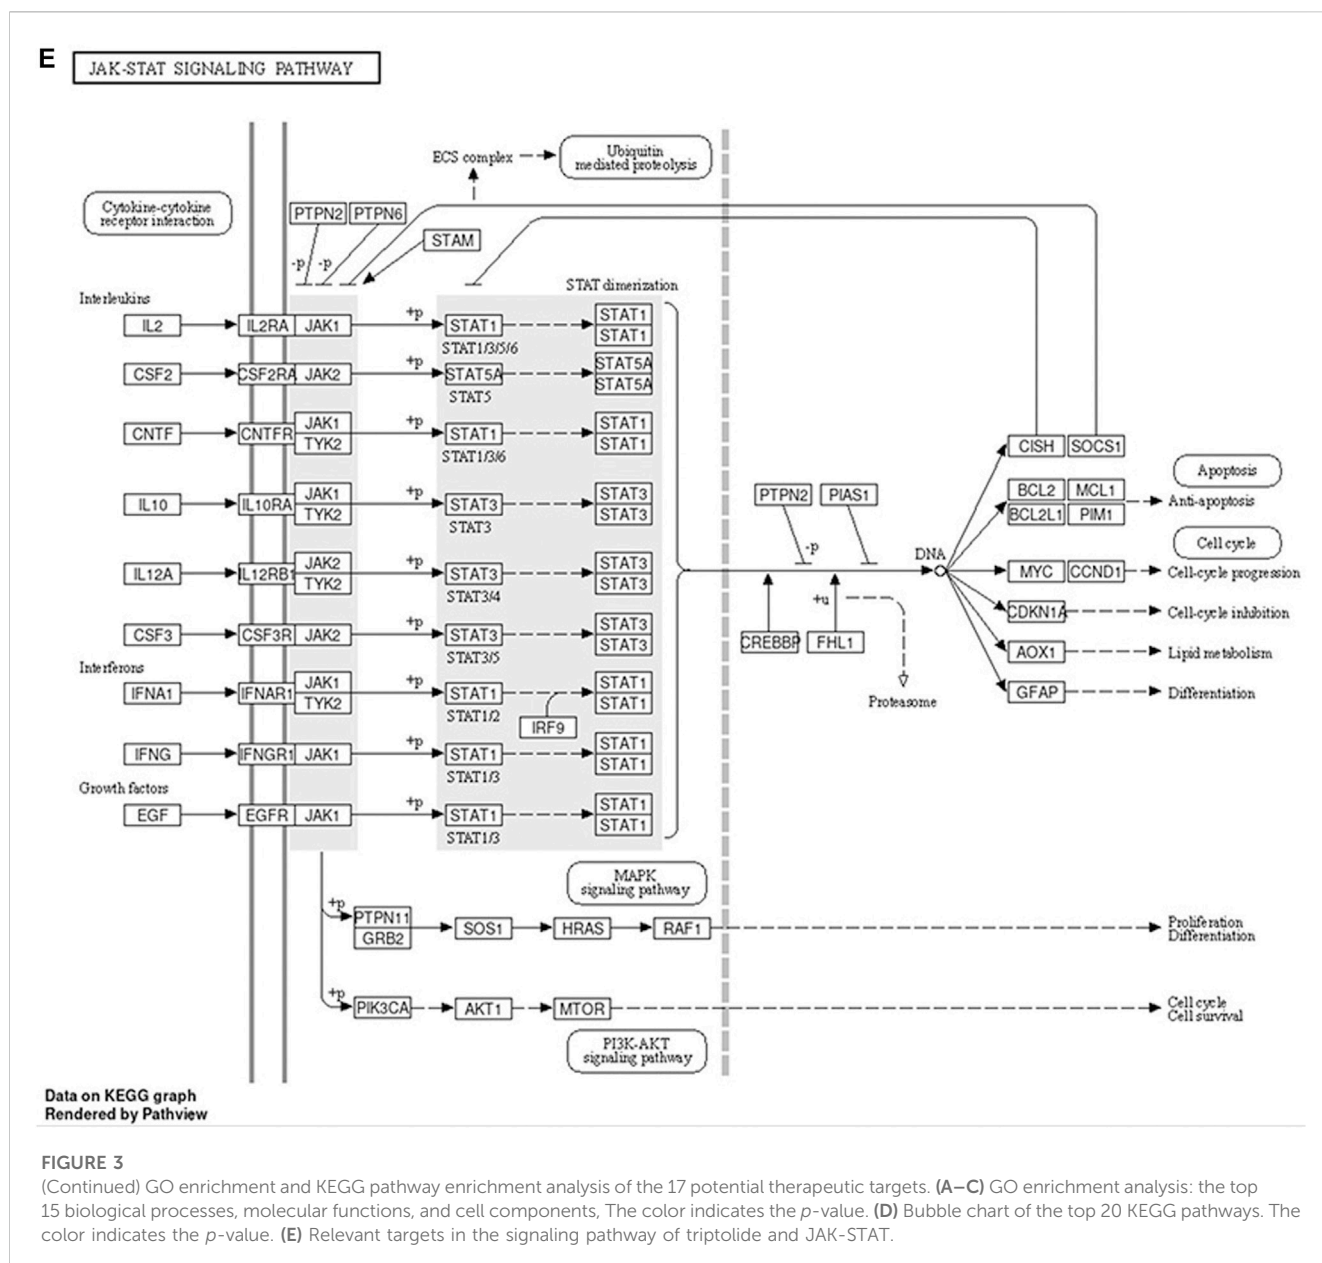 E
JAK-STAT SIGNALING PATHWAY
ECS complex
Ubiquitin
mediated proteolysis
Cytokine-cytokine
receptor interaction
PTPN2 PTPN6
STAM
-p -p
STAT dimerization
Interleukins
IL2 IL2RA JAK1 +p STAT1 STAT1
STAT1
STAT1/3/5/6
CSF2 CSF2RA JAK2 +p STAT5A STAT5A
STAT5A
STAT5
CNTF CNTFR JAK1 +p STAT1 STAT1
TYK2 STAT1
STAT1/3/6
CISH SOCS1
IL10 IL10RA JAK1 +p STAT3 STAT3
TYK2 STAT3
STAT3
PTPN2 PIAS1
-p
BCL2 MCL1
BCL2L1 PIM1
Apoptosis
Anti-apoptosis
IL12A IL12RB1 JAK2 +p STAT3 STAT3
TYK2 STAT3
STAT3/4
DNA
MYC CCND1
Cell cycle
Cell-cycle progression
+u
CDKN1A Cell-cycle inhibition
CSF3 CSF3R JAK2 +p STAT3 STAT3
STAT3
STAT3/5
CREBBP FHL1
AOX1 Lipid metabolism
Interferons
IFNA1 IFNAR1 JAK1 +p STAT1 STAT1
TYK2 STAT1
STAT1/2
IRF9
Proteasome
GFAP Differentiation
IFNG IFNGR1 JAK1 +p STAT1 STAT1
STAT1
STAT1/3
Growth factors
EGF EGFR JAK1 +p STAT1 STAT1
STAT1
STAT1/3
MAPK
signaling pathway
+p
PTPN11
GRB2
SOS1 HRAS RAF1
Proliferation
Differentiation
+p
PIK3CA AKT1 MTOR
Cell cycle
Cell survival
PI3K-AKT
signaling pathway
Data on KEGG graph
Rendered by Pathview
FIGURE 3
(Continued) GO enrichment and KEGG pathway enrichment analysis of the 17 potential therapeutic targets. (A–C) GO enrichment analysis: the top
15 biological processes, molecular functions, and cell components, The color indicates the p-value. (D) Bubble chart of the top 20 KEGG pathways. The
color indicates the p-value. (E) Relevant targets in the signaling pathway of triptolide and JAK-STAT.